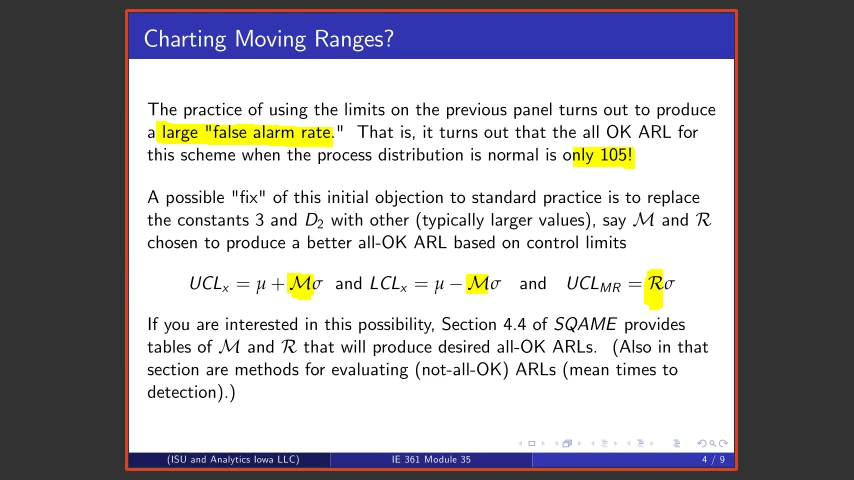 Charting Moving Ranges?
The practice of using the limits on the previous panel turns out to produce
a large "false alarm rate." That is, it turns out that the all OK ARL for
this scheme when the process distribution is normal is only 105!
A possible "fix" of this initial objection to standard practice is to replace
the constants 3 and D₂ with other (typically larger values), say ℳ and ℛ
chosen to produce a better all-OK ARL based on control limits
UCLₓ = μ + ℳσ and LCLₓ = μ − ℳσ and UCL_MR = ℛσ
If you are interested in this possibility, Section 4.4 of SQAME provides
tables of ℳ and ℛ that will produce desired all-OK ARLs. (Also in that
section are methods for evaluating (not-all-OK) ARLs (mean times to
detection).)
(ISU and Analytics Iowa LLC) IE 361 Module 35 4 / 9